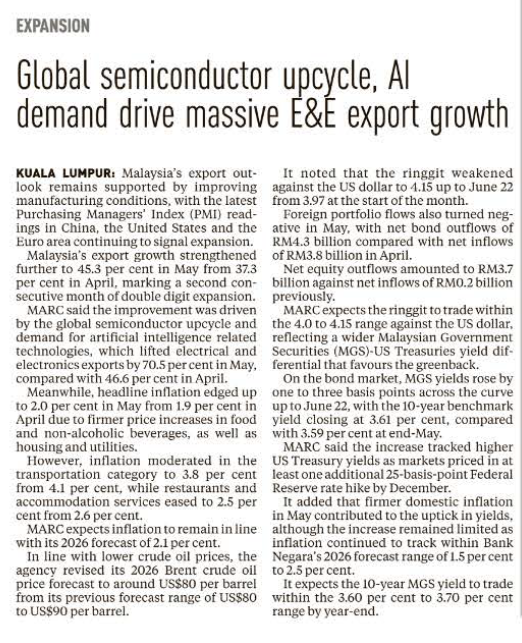 EXPANSION
Global semiconductor upcycle, AI
demand drive massive E&E export growth
KUALA LUMPUR: Malaysia's export out-
look remains supported by improving
manufacturing conditions, with the latest
Purchasing Managers' Index (PMI) read-
ings in China, the United States and the
Euro area continuing to signal expansion.
Malaysia's export growth strengthened
further to 45.3 per cent in May from 37.3
per cent in April, marking a second con-
secutive month of double digit expansion.
MARC said the improvement was driven
by the global semiconductor upcycle and
demand for artificial intelligence related
technologies, which lifted electrical and
electronics exports by 70.5 per cent in May,
compared with 46.6 per cent in April.
Meanwhile, headline inflation edged up
to 2.0 per cent in May from 1.9 per cent in
April due to firmer price increases in food
and non-alcoholic beverages, as well as
housing and utilities.
However, inflation moderated in the
transportation category to 3.8 per cent
from 4.1 per cent, while restaurants and
accommodation services eased to 2.5 per
cent from 2.6 per cent.
MARC expects inflation to remain in line
with its 2026 forecast of 2.1 per cent.
In line with lower crude oil prices, the
agency revised its 2026 Brent crude oil
price forecast to around US$80 per barrel
from its previous forecast range of US$80
to US$90 per barrel.
It noted that the ringgit weakened
against the US dollar to 4.15 up to June 22
from 3.97 at the start of the month.
Foreign portfolio flows also turned neg-
ative in May, with net bond outflows of
RM4.3 billion compared with net inflows
of RM3.8 billion in April.
Net equity outflows amounted to RM3.7
billion against net inflows of RM0.2 billion
previously.
MARC expects the ringgit to trade within
the 4.0 to 4.15 range against the US dollar,
reflecting a wider Malaysian Government
Securities (MGS)-US Treasuries yield dif-
ferential that favours the greenback.
On the bond market, MGS yields rose by
one to three basis points across the curve
up to June 22, with the 10-year benchmark
yield closing at 3.61 per cent, compared
with 3.59 per cent at end-May.
MARC said the increase tracked higher
US Treasury yields as markets priced in at
least one additional 25-basis-point Federal
Reserve rate hike by December.
It added that firmer domestic inflation
in May contributed to the uptick in yields,
although the increase remained limited as
inflation continued to track within Bank
Negara's 2026 forecast range of 1.5 per cent
to 2.5 per cent.
It expects the 10-year MGS yield to trade
within the 3.60 per cent to 3.70 per cent
range by year-end.